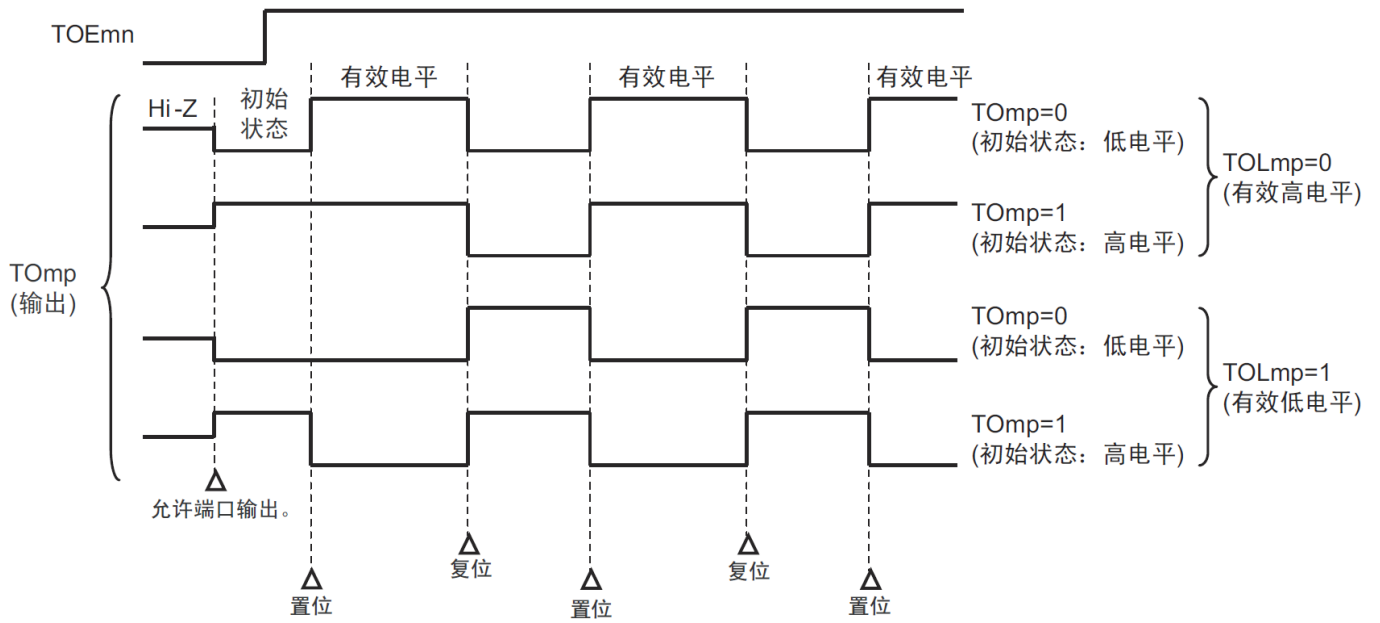 TOEmn
有效电平
有效电平
有效电平
Hi-Z
初始
状态
TOmp=0
(初始状态：低电平)
TOLmp=0
(有效高电平)
TOmp=1
(初始状态：高电平)
TOmp
(输出)
TOmp=0
(初始状态：低电平)
TOLmp=1
(有效低电平)
TOmp=1
(初始状态：高电平)
允许端口输出。
复位
复位
置位
置位
置位